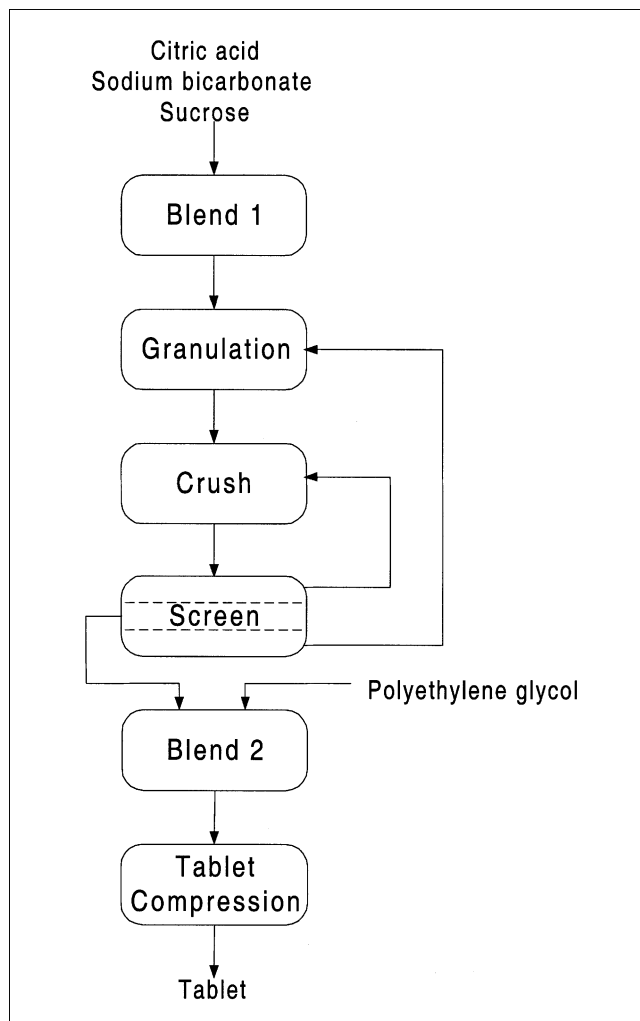 Citric acid
Sodium bicarbonate
Sucrose
Blend 1
Granulation
Crush
Screen
Polyethylene glycol
Blend 2
Tablet
Compression
Tablet